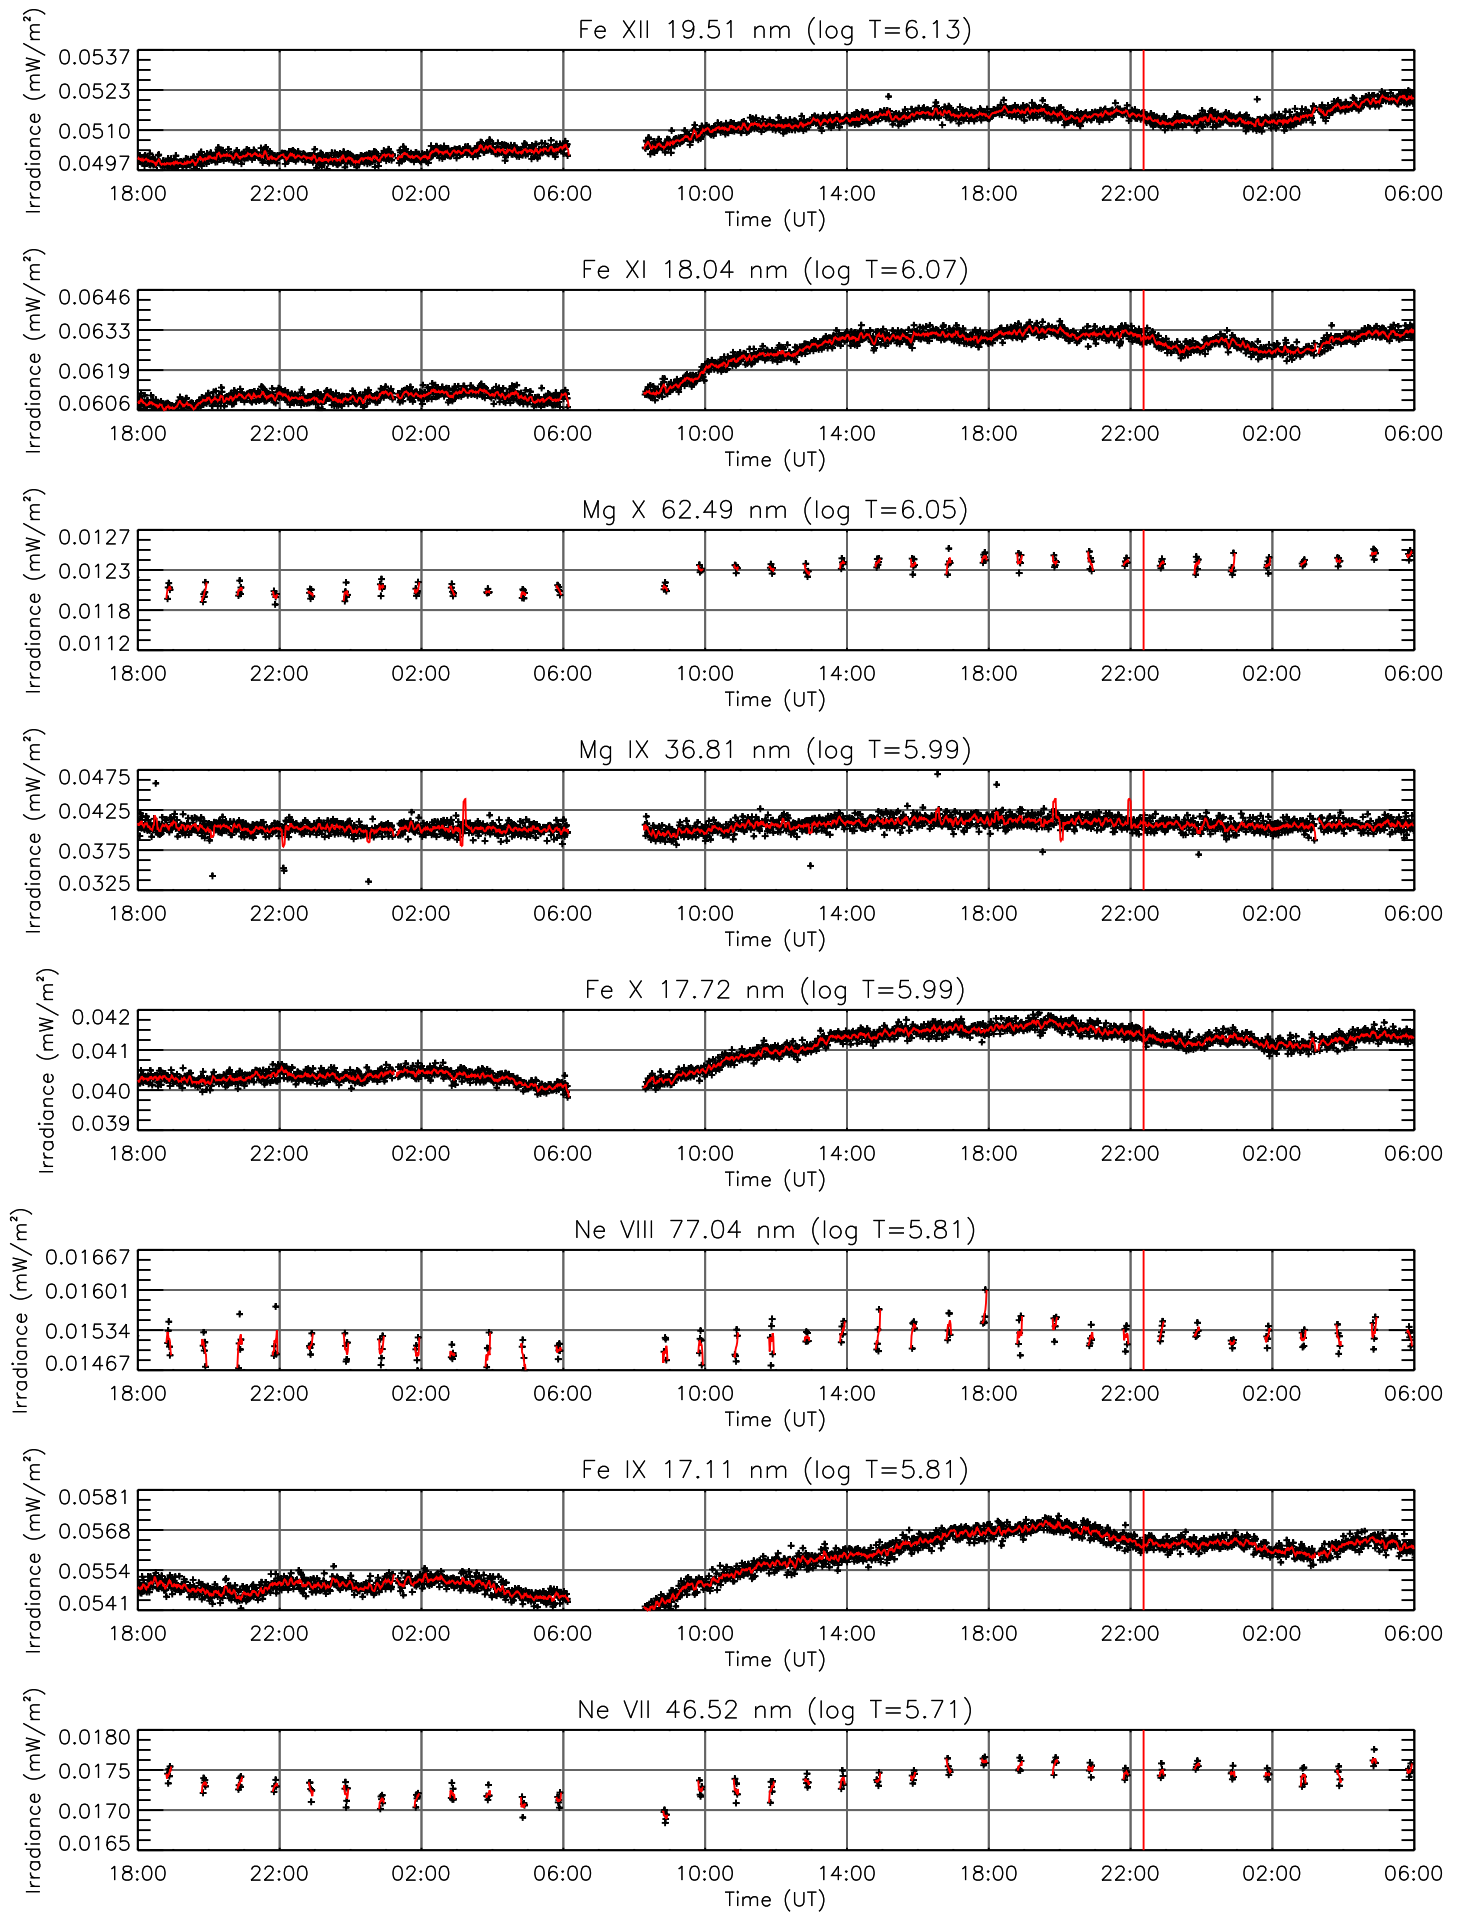 Fe XII 19.51 nm (log T=6.13)
Irradiance (mW/m²)
0.0537
0.0523
0.0510
0.0497
18:00 22:00 02:00 06:00 10:00 14:00 18:00 22:00 02:00 06:00
Time (UT)
Fe XI 18.04 nm (log T=6.07)
Irradiance (mW/m²)
0.0646
0.0633
0.0619
0.0606
18:00 22:00 02:00 06:00 10:00 14:00 18:00 22:00 02:00 06:00
Time (UT)
Mg X 62.49 nm (log T=6.05)
Irradiance (mW/m²)
0.0127
0.0123
0.0118
0.0112
18:00 22:00 02:00 06:00 10:00 14:00 18:00 22:00 02:00 06:00
Time (UT)
Mg IX 36.81 nm (log T=5.99)
Irradiance (mW/m²)
0.0475
0.0425
0.0375
0.0325
18:00 22:00 02:00 06:00 10:00 14:00 18:00 22:00 02:00 06:00
Time (UT)
Fe X 17.72 nm (log T=5.99)
Irradiance (mW/m²)
0.042
0.041
0.040
0.039
18:00 22:00 02:00 06:00 10:00 14:00 18:00 22:00 02:00 06:00
Time (UT)
Ne VIII 77.04 nm (log T=5.81)
Irradiance (mW/m²)
0.01667
0.01601
0.01534
0.01467
18:00 22:00 02:00 06:00 10:00 14:00 18:00 22:00 02:00 06:00
Time (UT)
Fe IX 17.11 nm (log T=5.81)
Irradiance (mW/m²)
0.0581
0.0568
0.0554
0.0541
18:00 22:00 02:00 06:00 10:00 14:00 18:00 22:00 02:00 06:00
Time (UT)
Ne VII 46.52 nm (log T=5.71)
Irradiance (mW/m²)
0.0180
0.0175
0.0170
0.0165
18:00 22:00 02:00 06:00 10:00 14:00 18:00 22:00 02:00 06:00
Time (UT)